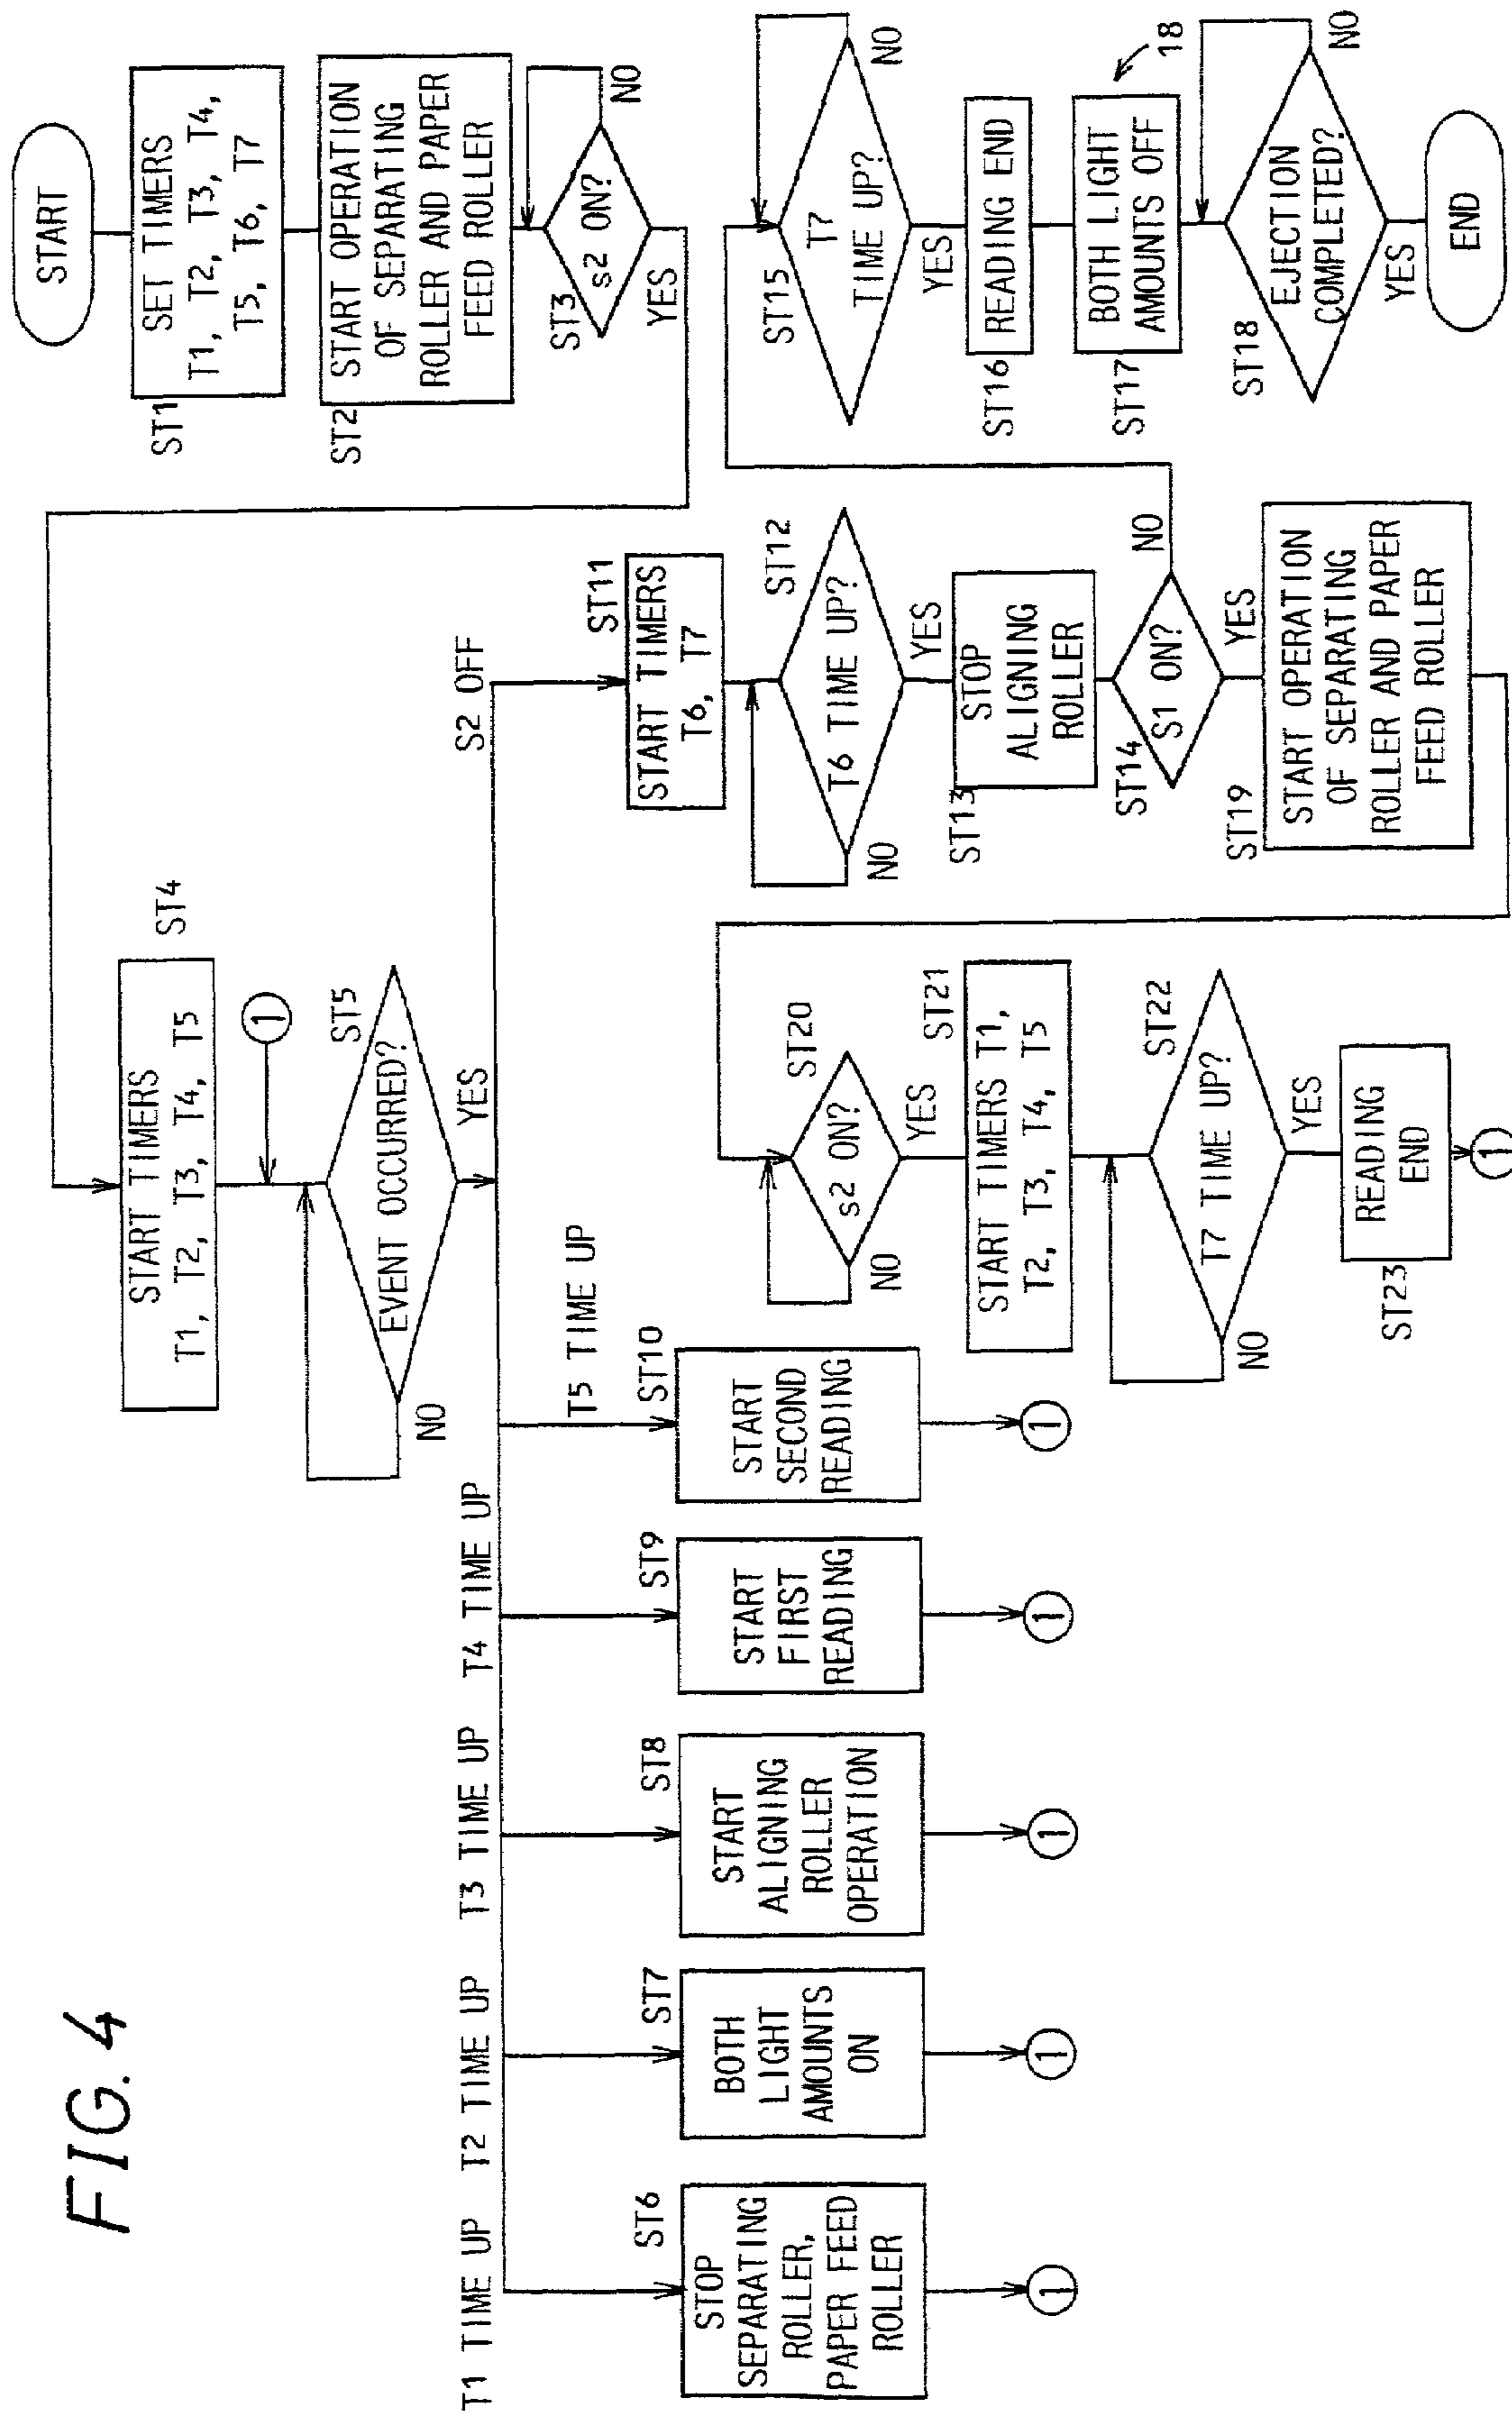 FIG. 4
START
ST1
SET TIMERS
T1, T2, T3, T4,
T5, T6, T7
ST2
START OPERATION
OF SEPARATING
ROLLER AND PAPER
FEED ROLLER
ST3
s2 ON?
NO
YES
ST4
START TIMERS
T1, T2, T3, T4, T5
1
ST5
EVENT OCCURRED?
NO
YES
T1 TIME UP
T2 TIME UP
T3 TIME UP
T4 TIME UP
T5 TIME UP
S2 OFF
ST6
STOP
SEPARATING
ROLLER,
PAPER FEED
ROLLER
1
ST7
BOTH
LIGHT
AMOUNTS
ON
1
ST8
START
ALIGNING
ROLLER
OPERATION
1
ST9
START
FIRST
READING
1
ST10
START
SECOND
READING
1
ST11
START TIMERS
T6, T7
ST12
T6 TIME UP?
NO
YES
ST13
STOP
ALIGNING
ROLLER
ST14
S1 ON?
NO
YES
ST19
START OPERATION
OF SEPARATING
ROLLER AND PAPER
FEED ROLLER
ST20
s2 ON?
NO
YES
ST21
START TIMERS T1,
T2, T3, T4, T5
ST22
T7 TIME UP?
NO
YES
ST23
READING
END
1
ST15
T7
TIME UP?
NO
YES
ST16
READING END
ST17
BOTH LIGHT
AMOUNTS OFF
18
ST18
EJECTION
COMPLETED?
NO
YES
END